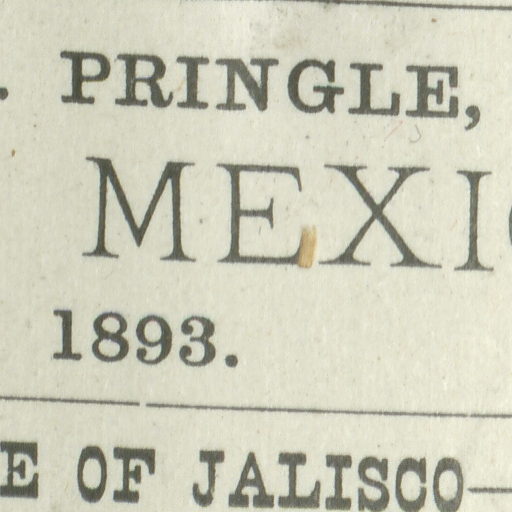 . PRINGLE,
MEXI
1893.
E OF JALISCO—